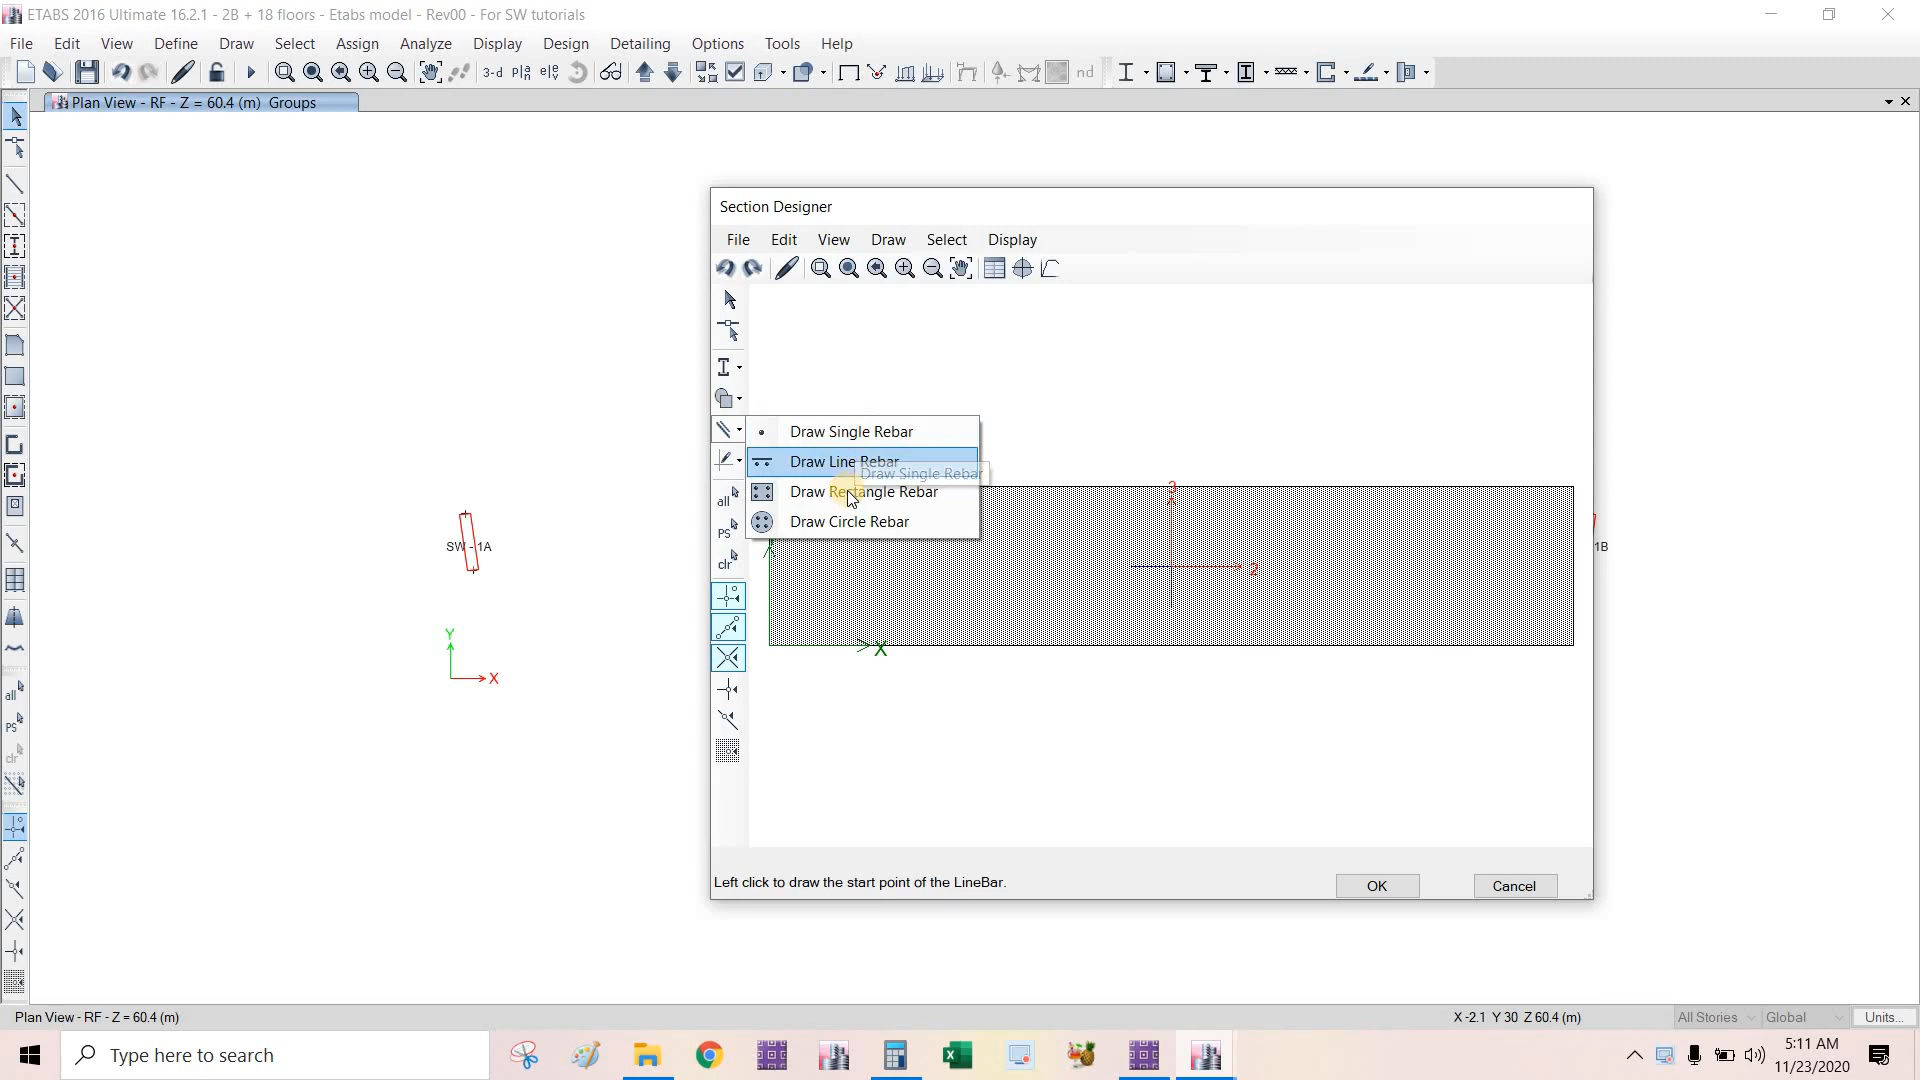 ETABS 2016 Ultimate 16.2.1 - 2B + 18 floors - Etabs model - Rev00 - For SW tutorials
File Edit View Define Draw Select Assign Analyze Display Design Detailing Options Tools Help
3-d nd
Plan View - RF - Z = 60.4 (m) Groups
Section Designer
File Edit View Draw Select Display
Draw Single Rebar
Draw Line Rebar
Draw Single Rebar
Draw Rectangle Rebar
Draw Circle Rebar
all
PS
clr
3
2
X
SW - 1A
1B
Y
X
all
PS
clr
Left click to draw the start point of the LineBar.
OK Cancel
Plan View - RF - Z = 60.4 (m)
X -2.1 Y 30 Z 60.4 (m)
All Stories Global Units...
Type here to search
5:11 AM
11/23/2020